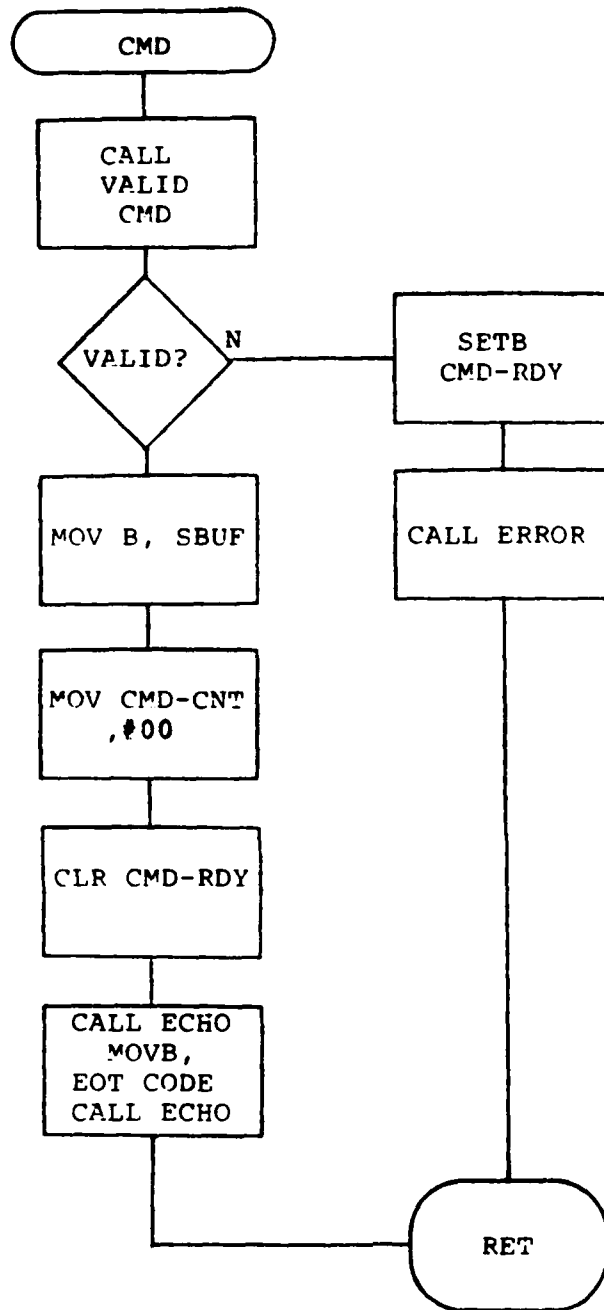 CMD
CALL
VALID
CMD
VALID?
N
SETB
CMD-RDY
MOV B, SBUF
CALL ERROR
MOV CMD-CNT
,#00
CLR CMD-RDY
CALL ECHO
MOVB,
EOT CODE
CALL ECHO
RET